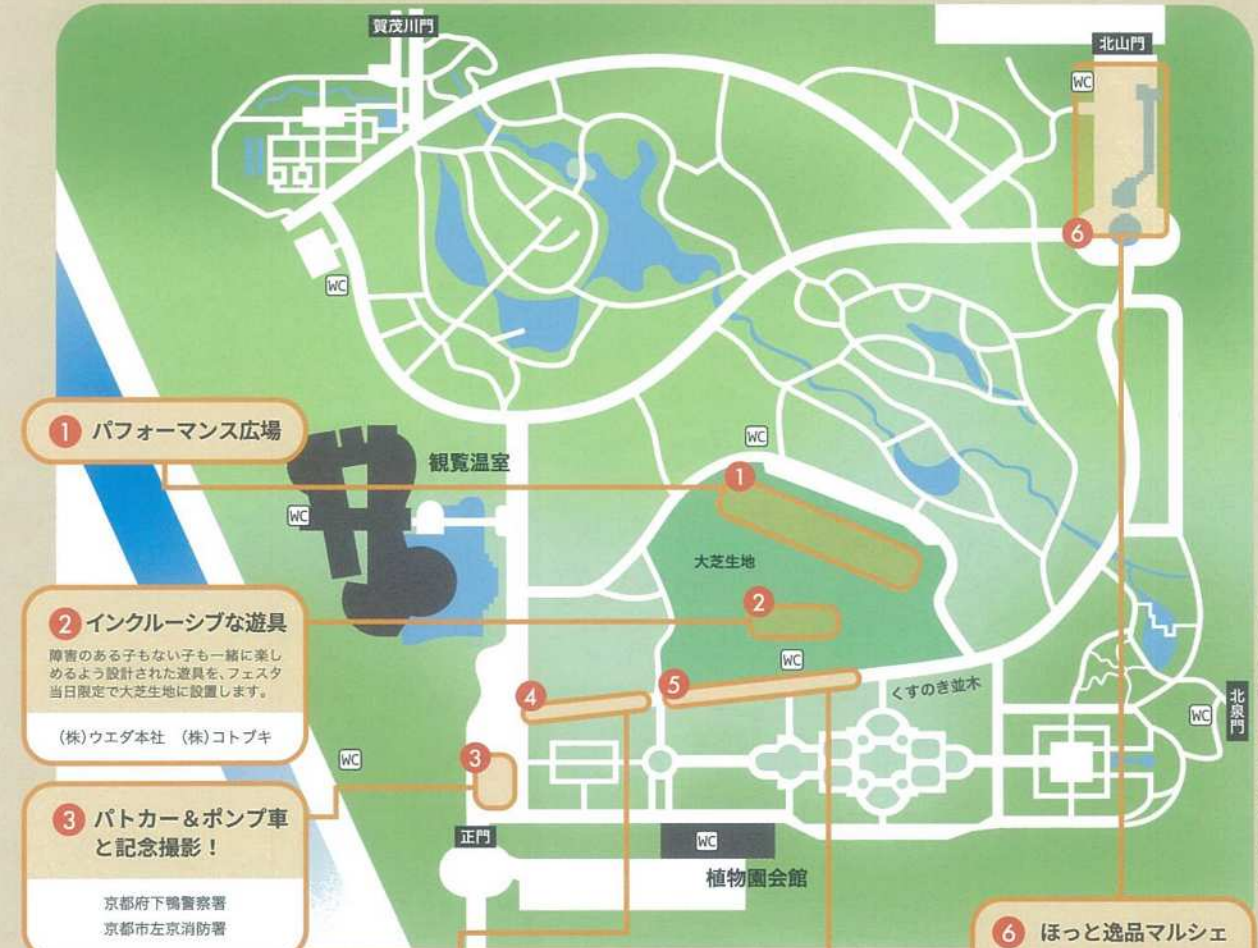 賀茂川門
北山門
WC
6
WC
1 パフォーマンス広場
観覧温室
WC
WC
1
大芝生地
2
2 インクルーシブな遊具
障害のある子もない子も一緒に楽し
めるよう設計された遊具を、フェスタ
当日限定で大芝生地に設置します。
(株)ウエダ本社 (株)コトブキ
WC
4
5
くすのき並木
北泉門
WC
WC
3
3 パトカー&ポンプ車
と記念撮影!
京都府下鴨警察署
京都市左京消防署
正門
WC
植物園会館
6 ほっと逸品マルシェ